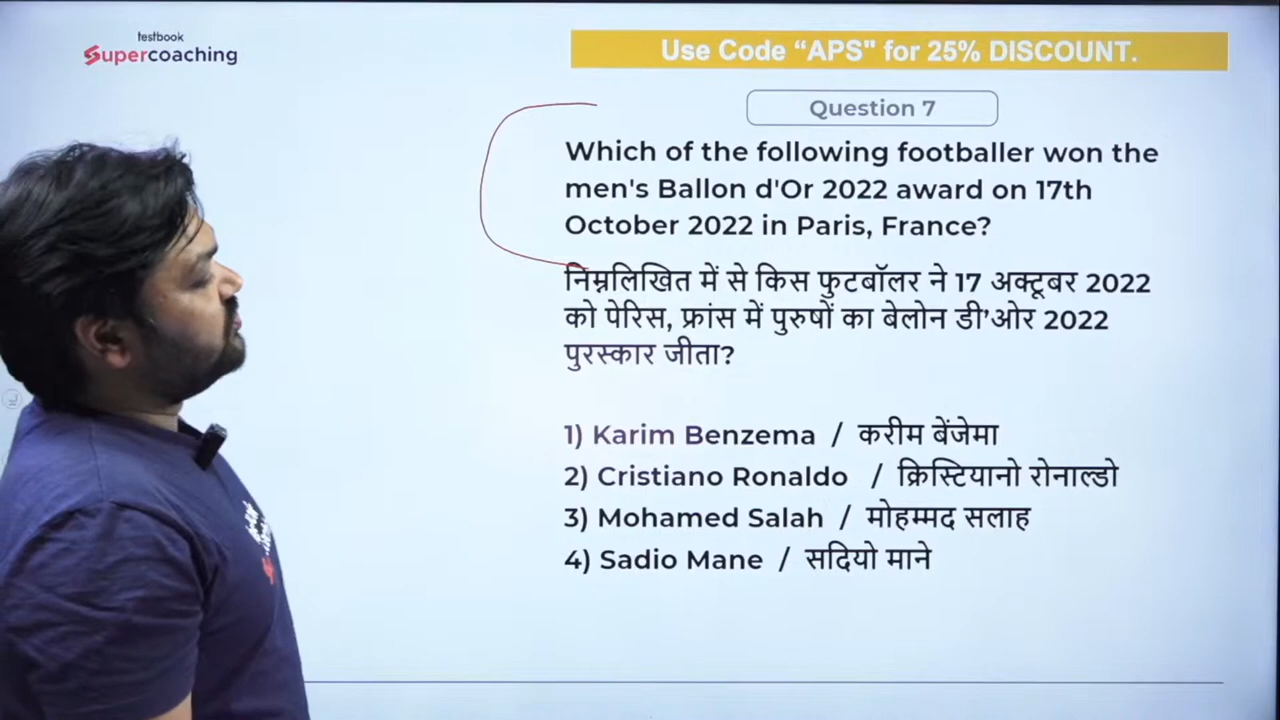 testbook
Supercoaching
Use Code “APS" for 25% DISCOUNT.
Question 7
Which of the following footballer won the
men's Ballon d'Or 2022 award on 17th
October 2022 in Paris, France?
निम्नलिखित में से किस फुटबॉलर ने 17 अक्टूबर 2022
को पेरिस, फ्रांस में पुरुषों का बेलोन डी’ओर 2022
पुरस्कार जीता?
1) Karim Benzema / करीम बेंजेमा
2) Cristiano Ronaldo / क्रिस्टियानो रोनाल्डो
3) Mohamed Salah / मोहम्मद सलाह
4) Sadio Mane / सदियो माने